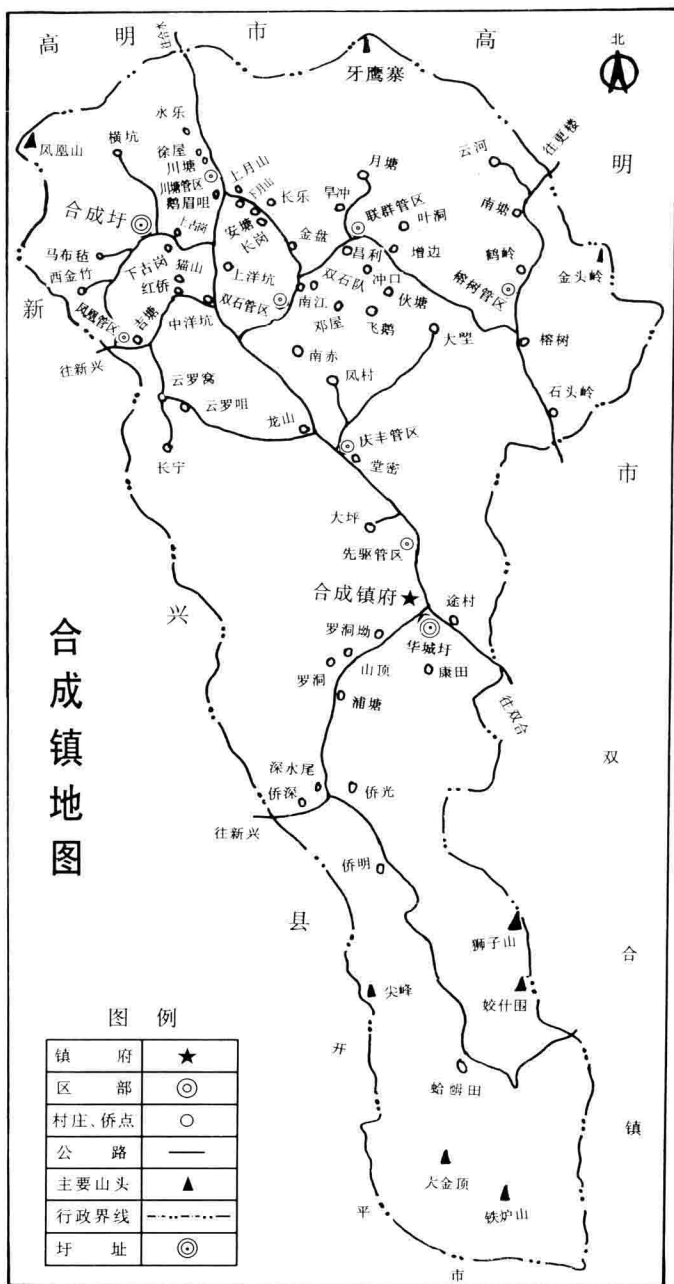 高明市
高明市
北
牙鹰寨
凤凰山
水乐
横坑
徐屋
川塘
川塘管区
鹅眉咀
上月山
下月山
长乐
安塘
长岗
月塘
早冲
联群管区
叶洞
云河
往更楼
南塘
合成圩
上古岗
下古岗
马布毡
西金竹
猫山
红侨
上洋坑
金盘
昌利
增边
鹤岭
榕树管区
金头岭
双石队
冲口
双石管区
南江
伙塘
邓屋
飞鹅
大塱
榕树
新兴县
凤凰管区
吉塘
中洋坑
往新兴
南赤
凤村
石头岭
云罗窝
云罗咀
龙山
庆丰管区
堂密
长宁
大坪
先驱管区
合成镇府
途村
华城圩
罗洞坳
山顶
罗洞
康田
浦塘
往双合
双合镇
合成镇地图
深水尾
侨深
侨光
往新兴
侨明
狮子山
尖峰
姣什围
开平市
大金顶
铁炉山
图例
镇府
区部
村庄、侨点
公路
主要山头
行政界线
圩址